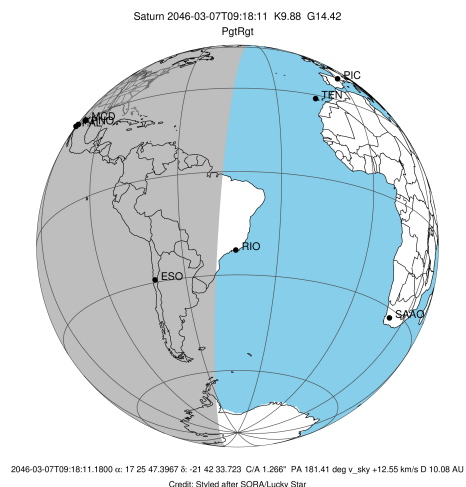 Saturn 2046-03-07T09:18:11 K9.88 G14.42
PgtRgt
PIC
TEN
MCD
RIO
ESO
SAAO
2046-03-07T09:18:11.1800 α: 17 25 47.3967 δ: -21 42 33.723 C/A 1.266" PA 181.41 deg v_sky +12.55 km/s D 10.08 AU
Credit: Styled after SORA/Lucky Star